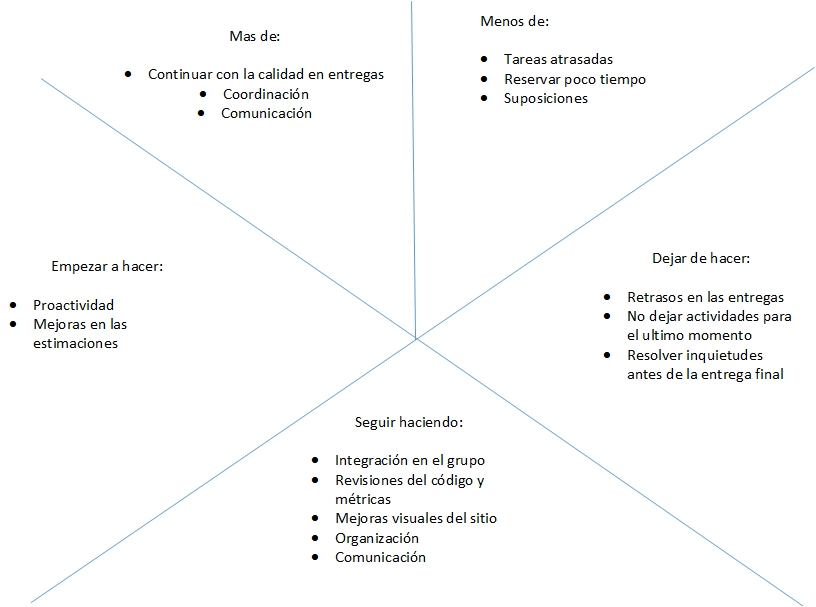 Mas de:
• Continuar con la calidad en entregas
• Coordinación
• Comunicación
Menos de:
• Tareas atrasadas
• Reservar poco tiempo
• Suposiciones
Empezar a hacer:
• Proactividad
• Mejoras en las
estimaciones
Dejar de hacer:
• Retrasos en las entregas
• No dejar actividades para
el ultimo momento
• Resolver inquietudes
antes de la entrega final
Seguir haciendo:
• Integración en el grupo
• Revisiones del código y
métricas
• Mejoras visuales del sitio
• Organización
• Comunicación